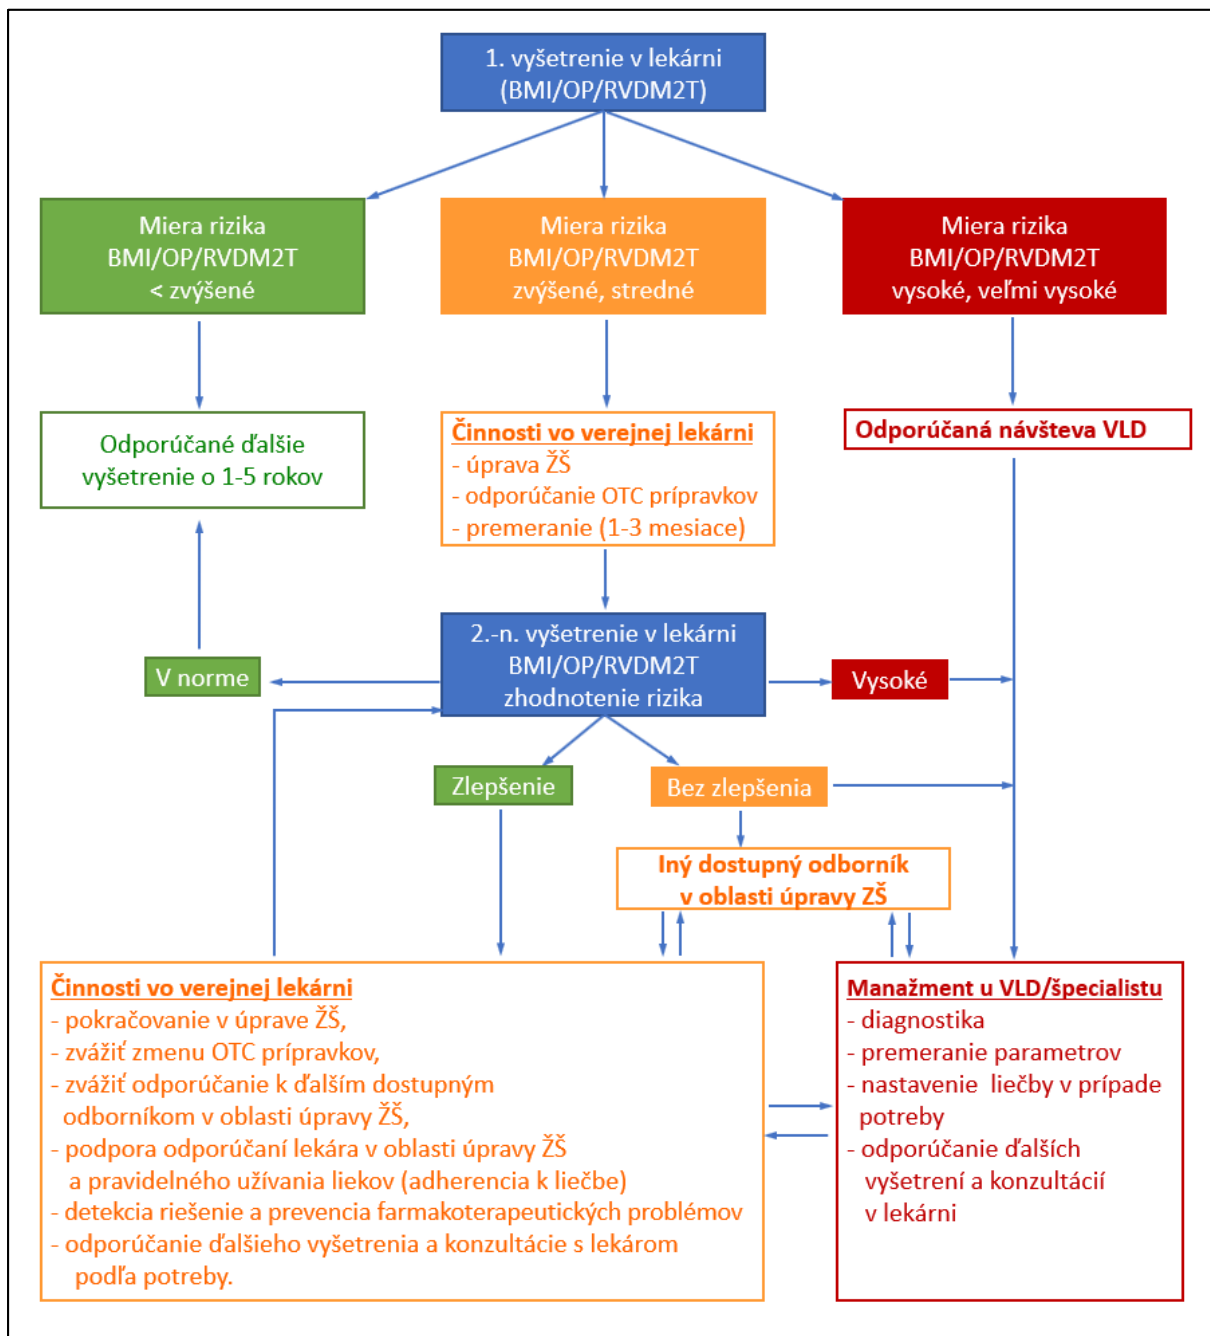 1. vyšetrenie v lekárni
(BMI/OP/RVDM2T)
Miera rizika
BMI/OP/RVDM2T
< zvýšené
Miera rizika
BMI/OP/RVDM2T
zvýšené, stredné
Miera rizika
BMI/OP/RVDM2T
vysoké, veľmi vysoké
Odporúčané ďalšie
vyšetrenie o 1-5 rokov
Činnosti vo verejnej lekárni
- úprava ŽŠ
- odporúčanie OTC prípravkov
- premeranie (1-3 mesiace)
Odporúčaná návšteva VLD
2.-n. vyšetrenie v lekárni
BMI/OP/RVDM2T
zhodnotenie rizika
V norme
Vysoké
Zlepšenie
Bez zlepšenia
Iný dostupný odborník
v oblasti úpravy ZŠ
Činnosti vo verejnej lekárni
- pokračovanie v úprave ŽŠ,
- zvážiť zmenu OTC prípravkov,
- zvážiť odporúčanie k ďalším dostupným
odborníkom v oblasti úpravy ŽŠ,
- podpora odporúčaní lekára v oblasti úpravy ŽŠ
a pravidelného užívania liekov (adherencia k liečbe)
- detekcia riešenie a prevencia farmakoterapeutických problémov
- odporúčanie ďalšieho vyšetrenia a konzultácie s lekárom
podľa potreby.
Manažment u VLD/špecialistu
- diagnostika
- premeranie parametrov
- nastavenie liečby v prípade
potreby
- odporúčanie ďalších
vyšetrení a konzultácií
v lekárni